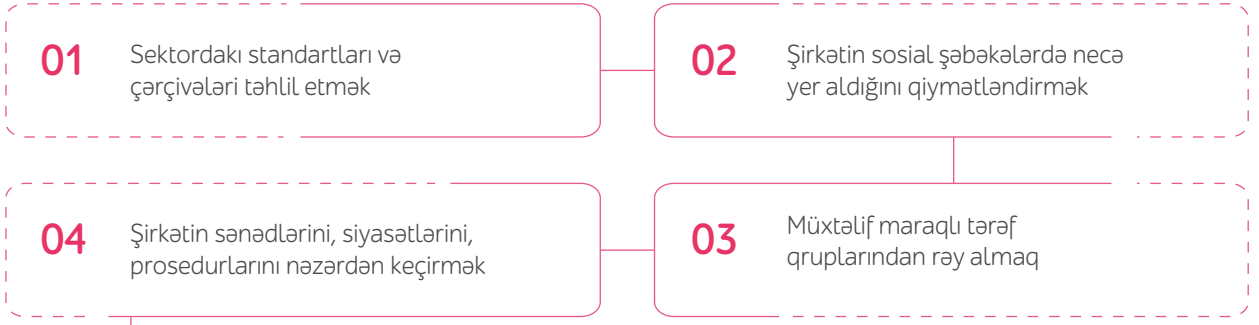 01
Sektordakı standartları və
çərçivələri təhlil etmək
02
Şirkətin sosial şəbəkələrdə necə
yer aldığını qiymətləndirmək
03
Müxtəlif maraqlı tərəf
qruplarından rəy almaq
04
Şirkətin sənədlərini, siyasətlərini,
prosedurlarını nəzərdən keçirmək